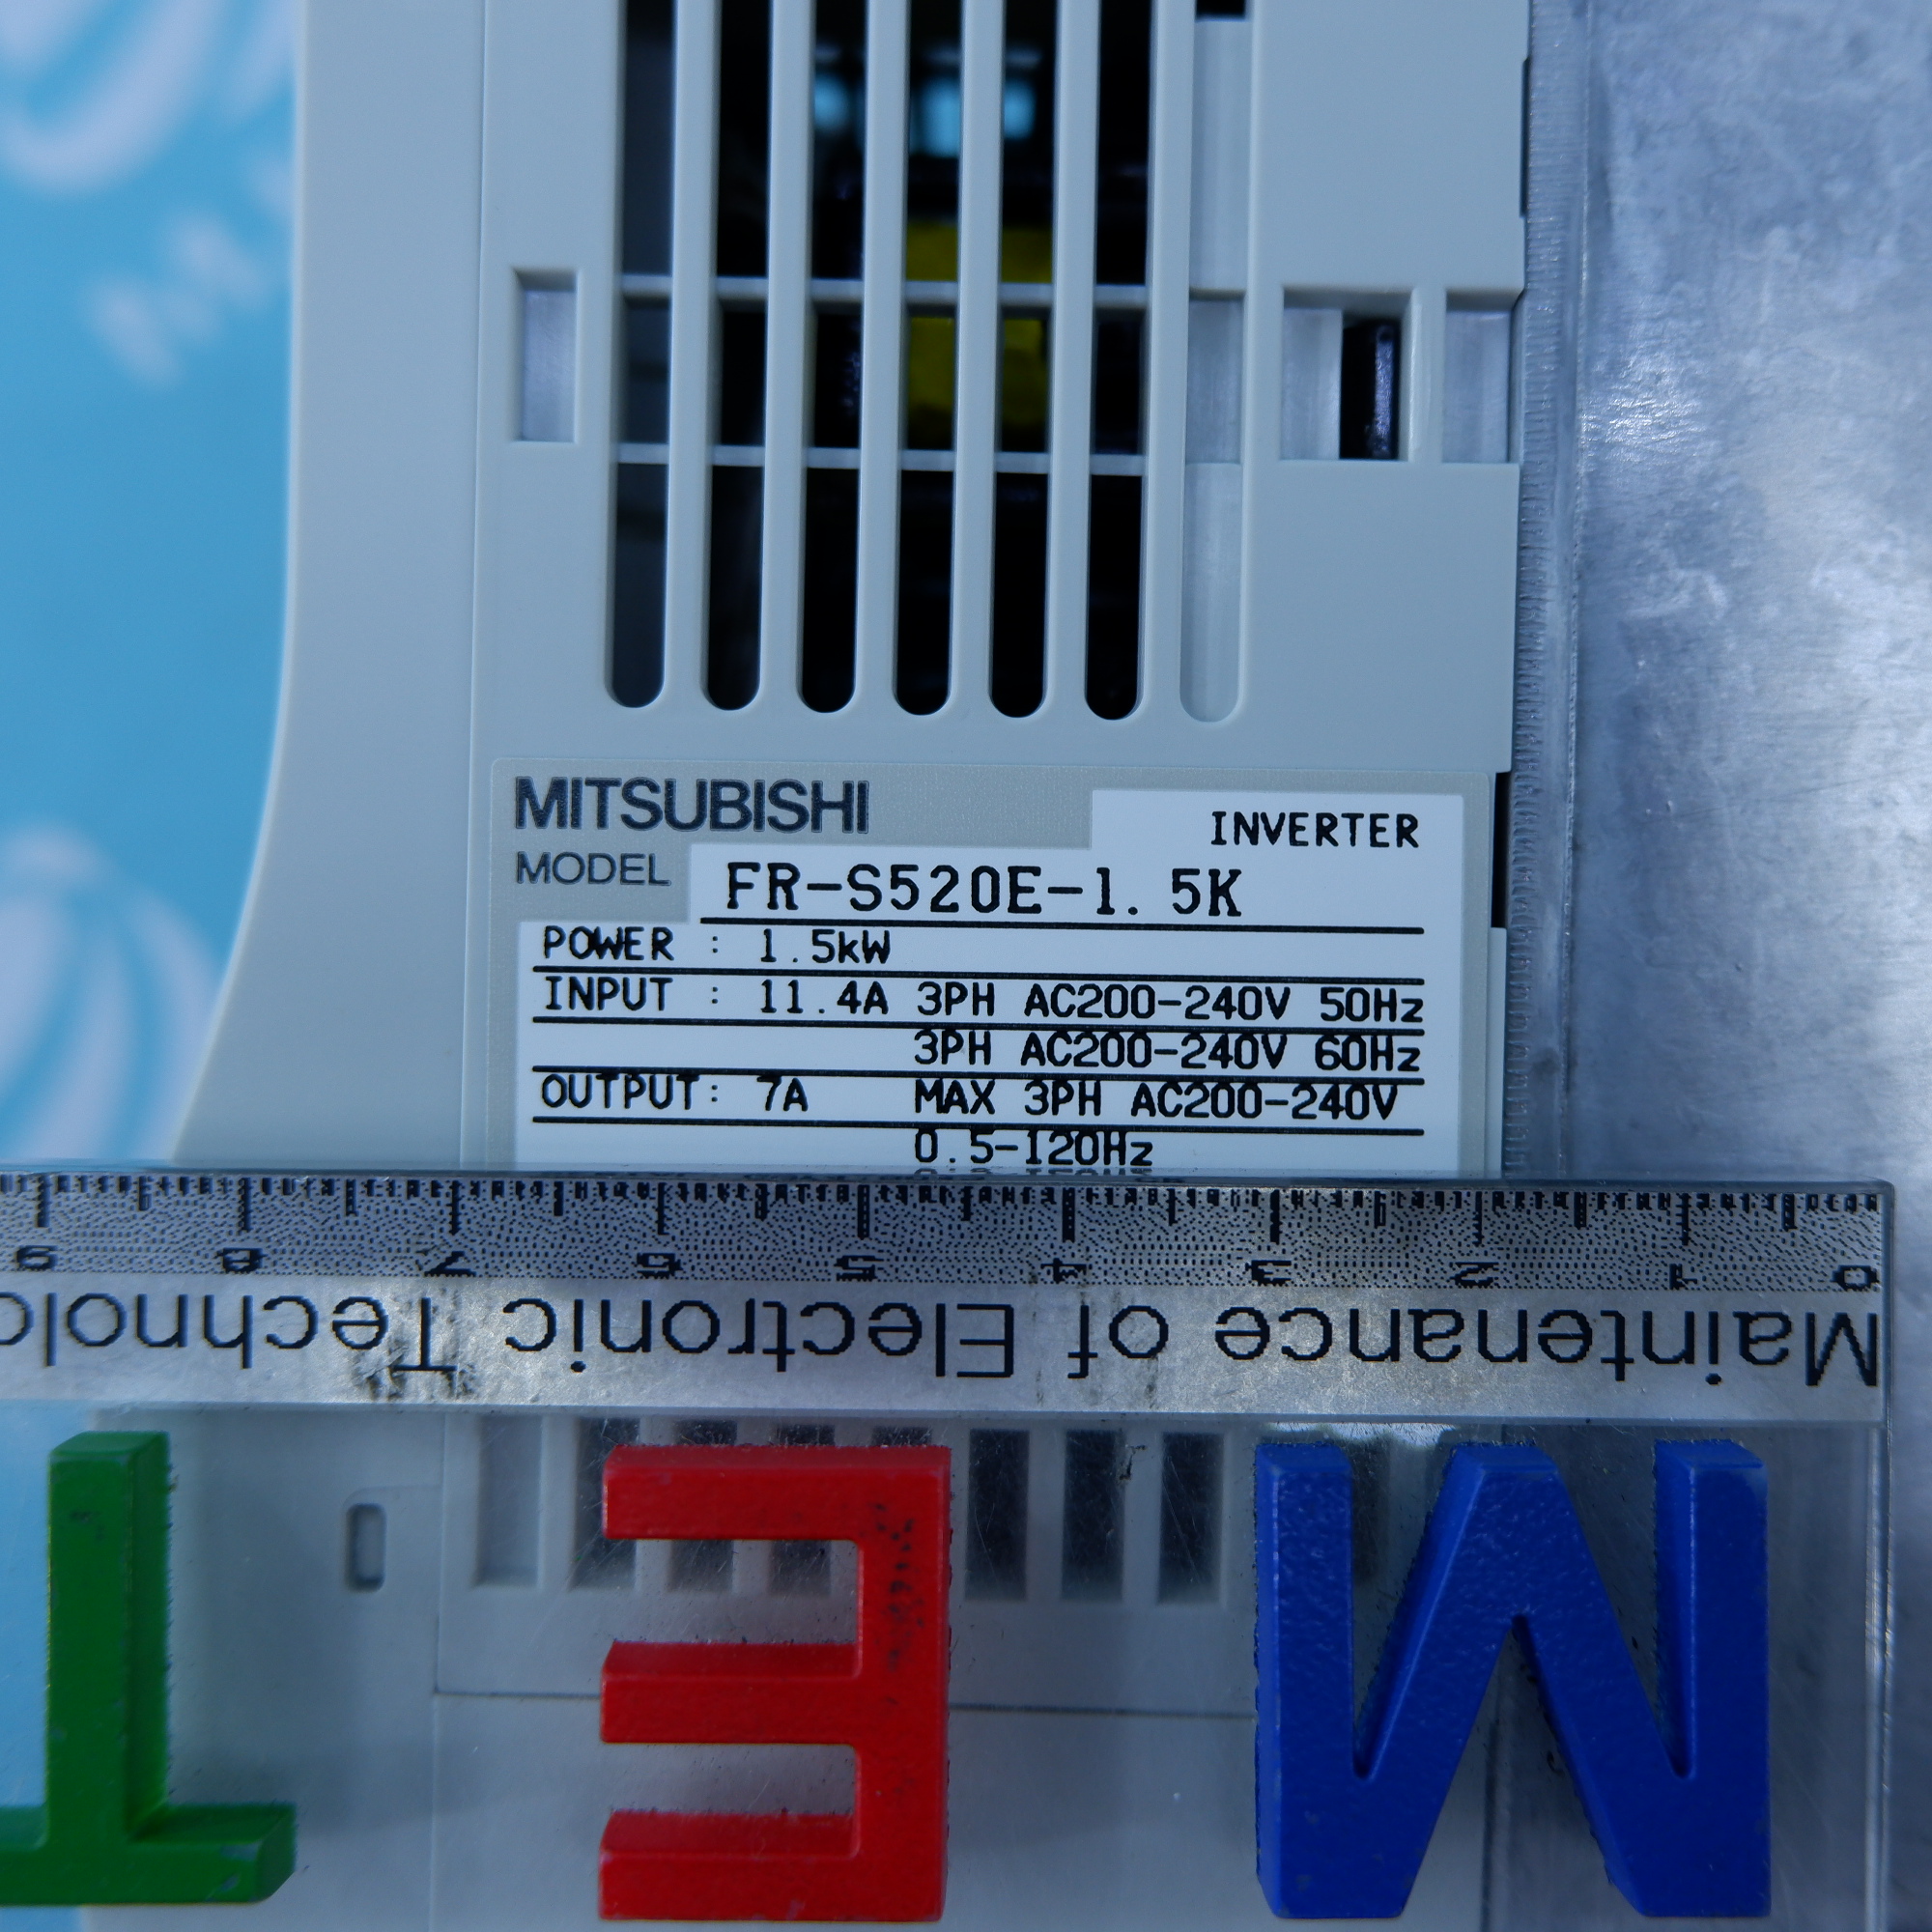 MITSUBISHI
INVERTER
MODEL FR-S520E-1.5K
POWER : 1.5kW
INPUT : 11.4A 3PH AC200-240V 50Hz
3PH AC200-240V 60Hz
OUTPUT: 7A MAX 3PH AC200-240V
0.5-120Hz
0 1 2 3 4 5 6 7 8 9
Maintenance of Electronic Technolo
MET